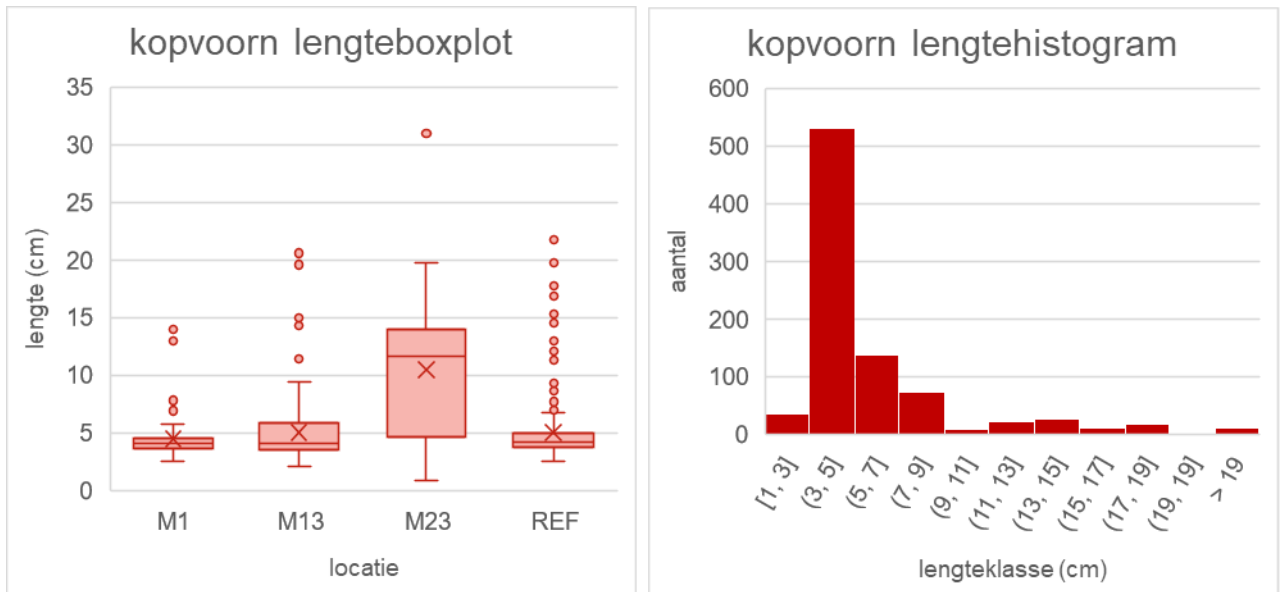 kopvoorn lengteboxplot
35
30
25
20
15
10
5
0
lengte (cm)
M1 M13 M23 REF
locatie
kopvoorn lengtehistogram
600
500
400
300
200
100
0
aantal
[1, 3] (3, 5] (5, 7] (7, 9] (9, 11] (11, 13] (13, 15] (15, 17] (17, 19] (19, 19] > 19
lengteklasse (cm)